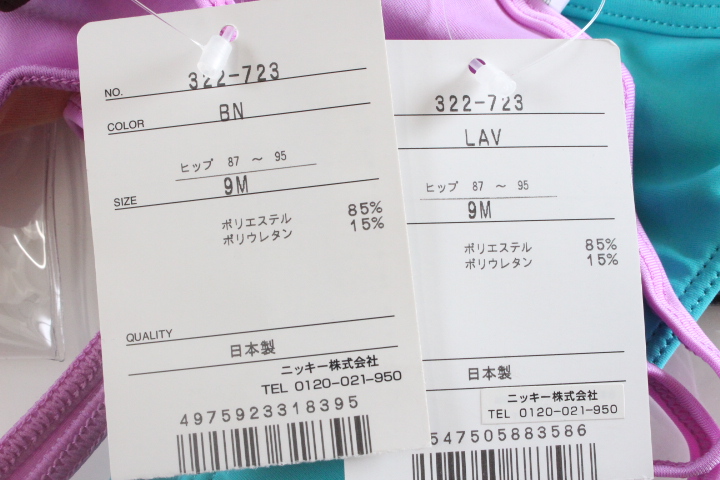 NO. 322-723
COLOR BN
ヒップ 87 ～ 95
SIZE 9M
ポリエステル 85%
ポリウレタン 15%
QUALITY
日本製
ニッキー株式会社
TEL 0120-021-950
4975923318395
322-723
LAV
ヒップ 87 ～ 95
9M
ポリエステル 85%
ポリウレタン 15%
日本製
ニッキー株式会社
TEL 0120-021-950
547505883586